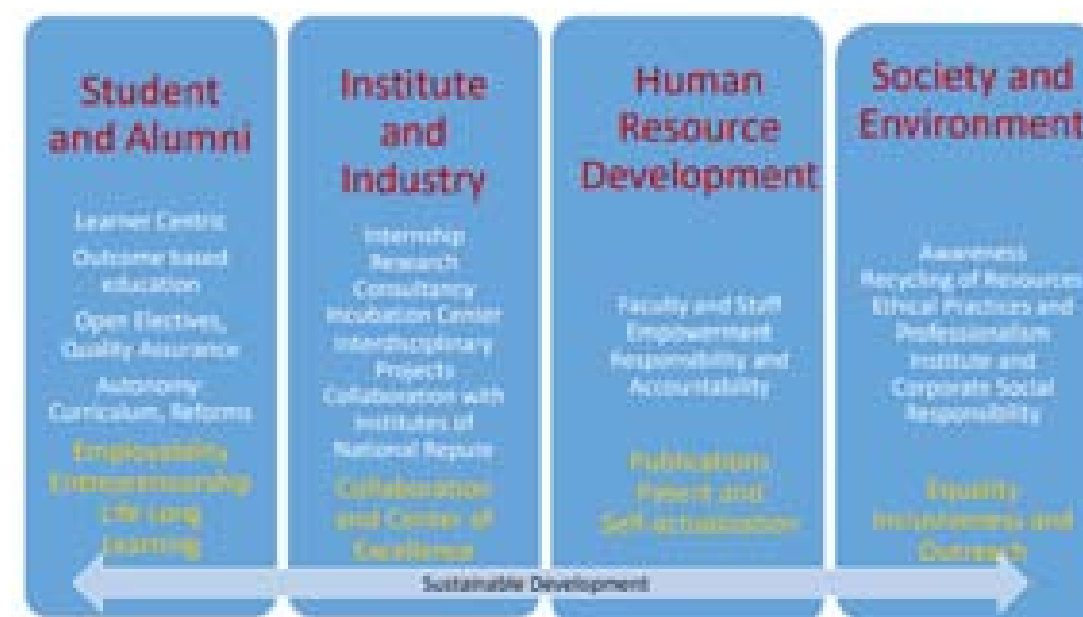 Student
and Alumni
Learner Centric
Outcome based
education
Open Electives,
Quality Assurance
Autonomy
Curriculum, Reforms
Employability
Entrepreneurship
Life Long
Learning
Institute
and
Industry
Internship
Research
Consultancy
Incubation Center
Interdisciplinary
Projects
Collaboration with
Institutes of
National Repute
Collaboration
and Center of
Excellence
Human
Resource
Development
Faculty and Staff
Empowerment
Responsibility and
Accountability
Publications
Patent and
Self-actualization
Society and
Environment
Awareness
Recycling of Resources
Ethical Practices and
Professionalism
Institute and
Corporate Social
Responsibility
Equality
Inclusiveness and
Outreach
Sustainable Development